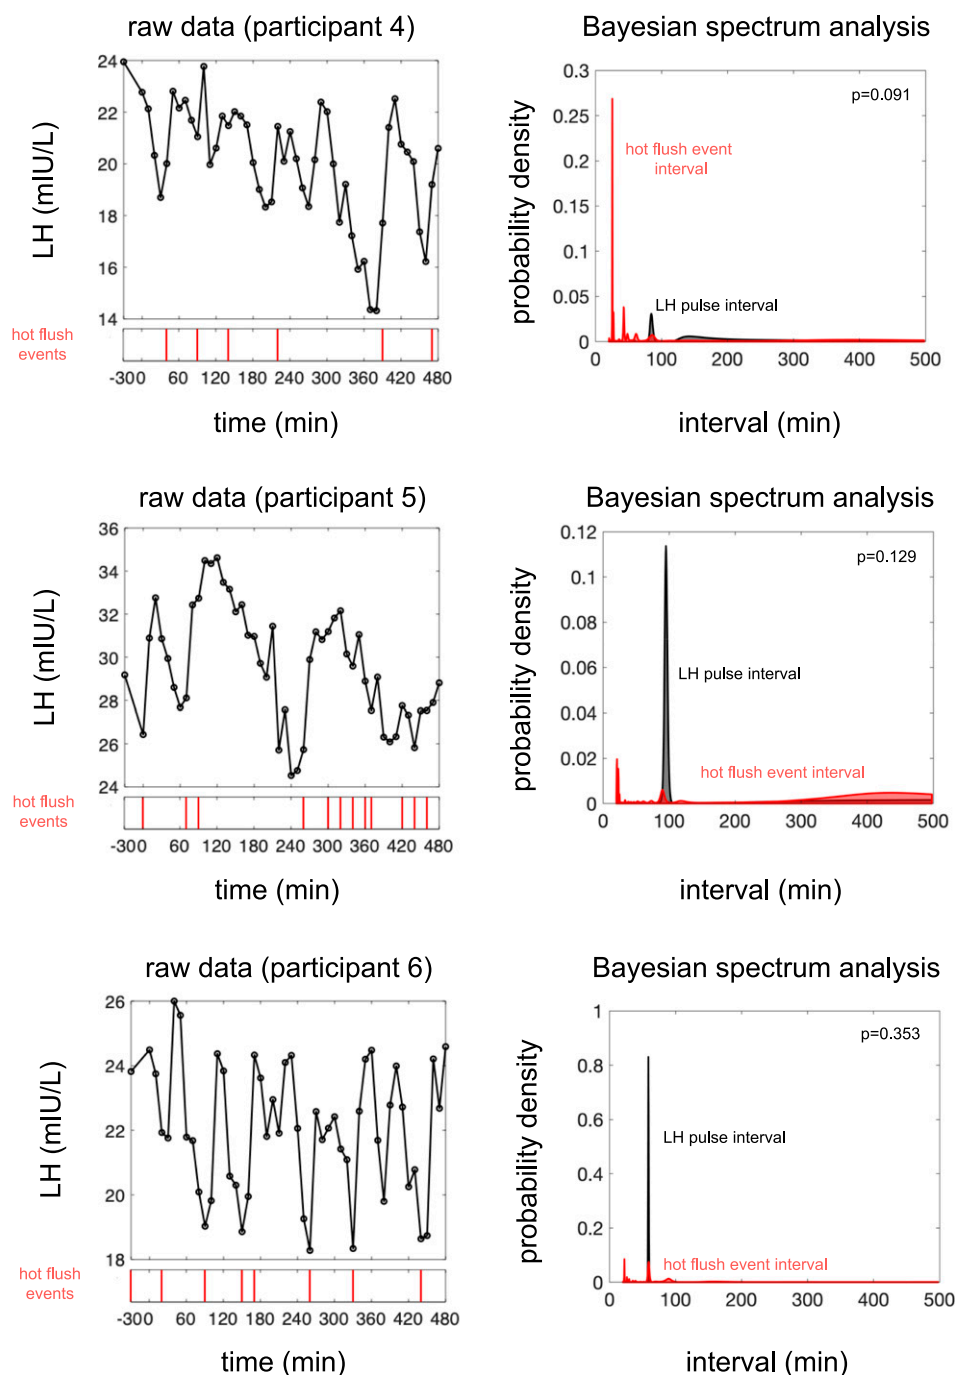 raw data (participant 4)
Bayesian spectrum analysis
LH (mIU/L)
24
22
20
18
16
14
hot flush
events
-300 60 120 180 240 300 360 420 480
time (min)
probability density
0.3
0.25
0.2
0.15
0.1
0.05
0
p=0.091
hot flush event
interval
LH pulse interval
0 100 200 300 400 500
interval (min)
raw data (participant 5)
Bayesian spectrum analysis
LH (mIU/L)
36
34
32
30
28
26
24
hot flush
events
-300 60 120 180 240 300 360 420 480
time (min)
probability density
0.12
0.1
0.08
0.06
0.04
0.02
0
p=0.129
LH pulse interval
hot flush event interval
0 100 200 300 400 500
interval (min)
raw data (participant 6)
Bayesian spectrum analysis
LH (mIU/L)
26
24
22
20
18
hot flush
events
-300 60 120 180 240 300 360 420 480
time (min)
probability density
1
0.8
0.6
0.4
0.2
0
p=0.353
LH pulse interval
hot flush event interval
0 100 200 300 400 500
interval (min)